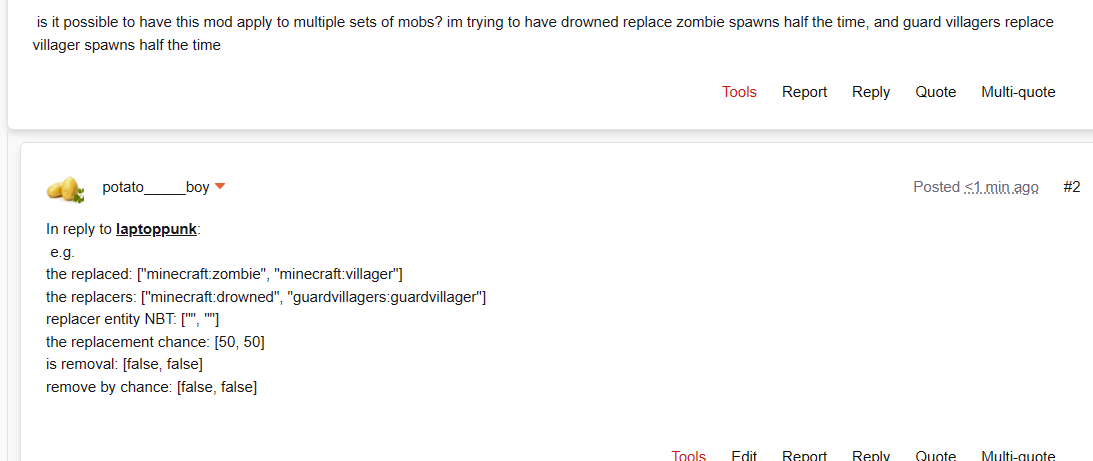 is it possible to have this mod apply to multiple sets of mobs? im trying to have drowned replace zombie spawns half the time, and guard villagers replace
villager spawns half the time
Tools Report Reply Quote Multi-quote
potato_____boy Posted <1 min ago #2
In reply to laptoppunk:
e.g.
the replaced: ["minecraft:zombie", "minecraft:villager"]
the replacers: ["minecraft:drowned", "guardvillagers:guardvillager"]
replacer entity NBT: ["", ""]
the replacement chance: [50, 50]
is removal: [false, false]
remove by chance: [false, false]
Tools Edit Report Reply Quote Multi-quote